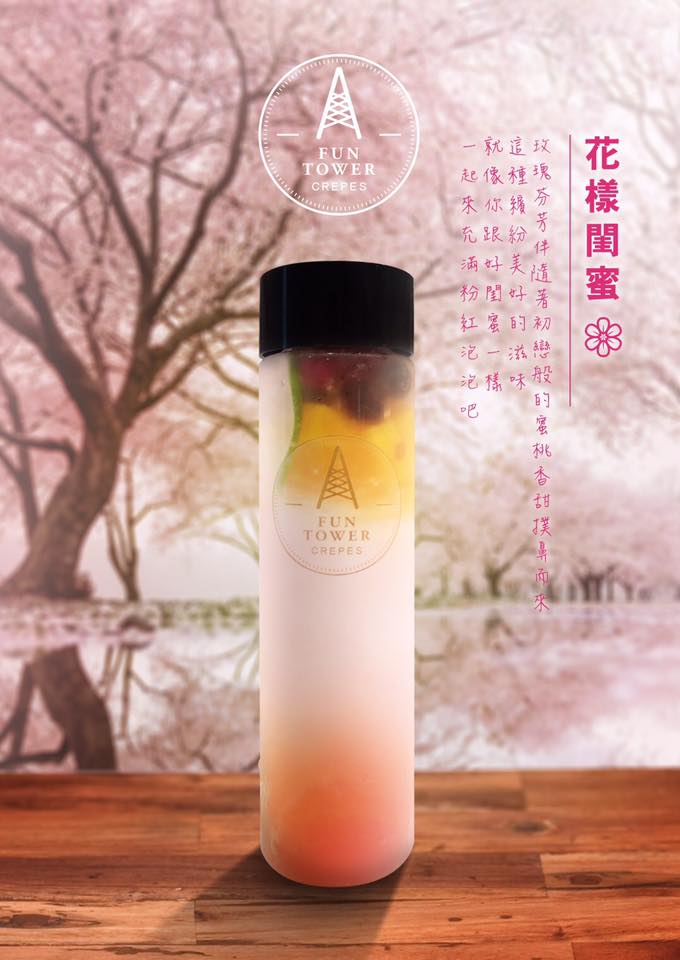 FUN
TOWER
CREPES
花樣閨蜜
玫瑰芬芳伴隨著初戀般的蜜桃香甜撲鼻而來
這種繽紛美好的滋味
就像你跟好閨蜜一樣
一起來充滿粉紅泡泡吧
FUN
TOWER
CREPES